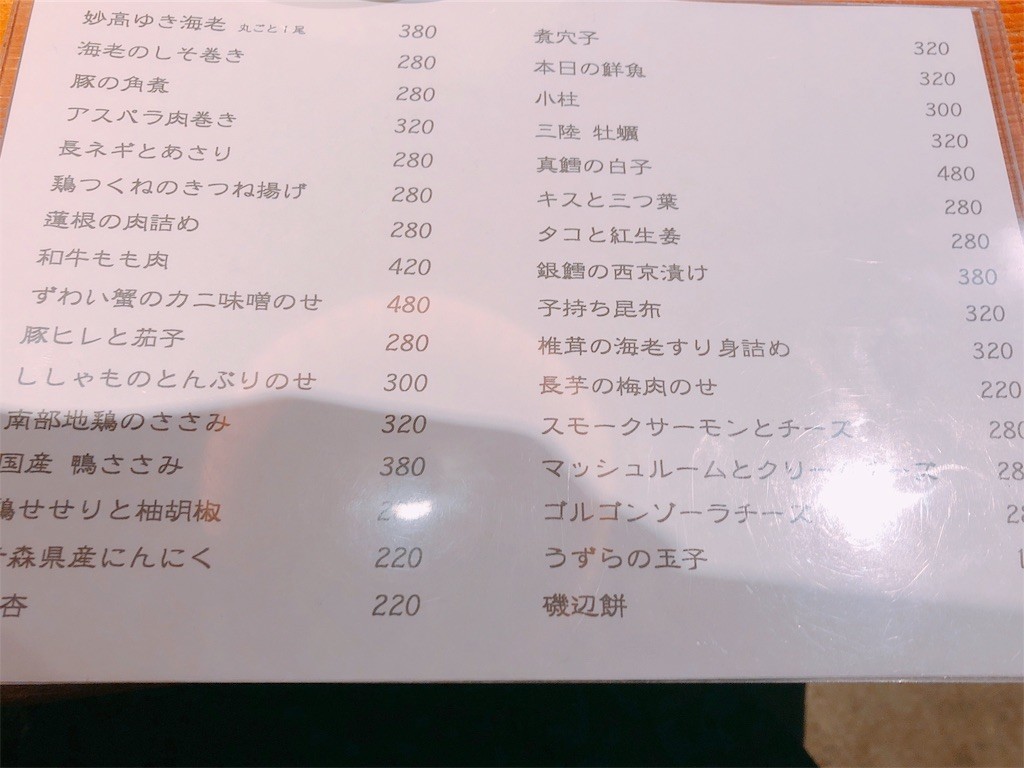 妙高ゆき海老 丸ごと1尾 380
海老のしそ巻き 280
豚の角煮 280
アスパラ肉巻き 320
長ネギとあさり 280
鶏つくねのきつね揚げ 280
蓮根の肉詰め 280
和牛もも肉 420
ずわい蟹のカニ味噌のせ 480
豚ヒレと茄子 280
ししゃものとんぶりのせ 300
南部地鶏のささみ 320
国産 鴨ささみ 380
鶏せせりと柚胡椒
森県産にんにく 220
杏 220
煮穴子 320
本日の鮮魚 320
小柱 300
三陸 牡蠣 320
真鱈の白子 480
キスと三つ葉 280
タコと紅生姜 280
銀鱈の西京漬け 380
子持ち昆布 320
椎茸の海老すり身詰め 320
長芋の梅肉のせ 220
スモークサーモンとチーズ 280
マッシュルームとクリームチーズ 28
ゴルゴンゾーラチーズ
うずらの玉子
磯辺餅